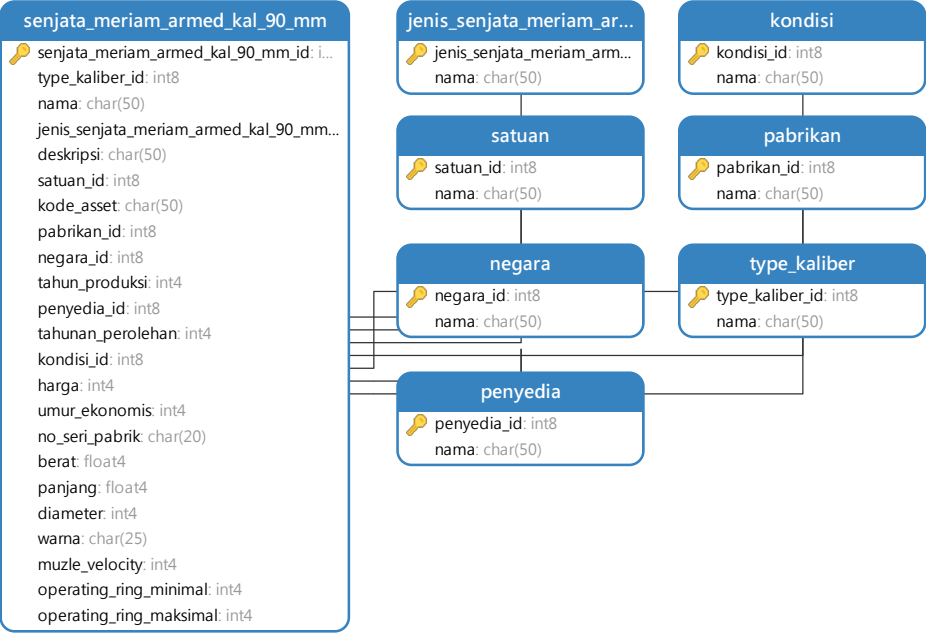 senjata_meriam_armed_kal_90_mm
senjata_meriam_armed_kal_90_mm_id: i...
type_kaliber_id: int8
nama: char(50)
jenis_senjata_meriam_armed_kal_90_mm...
deskripsi: char(50)
satuan_id: int8
kode_asset: char(50)
pabrikan_id: int8
negara_id: int8
tahun_produksi: int4
penyedia_id: int8
tahunan_perolehan: int4
kondisi_id: int8
harga: int4
umur_ekonomis: int4
no_seri_pabrik: char(20)
berat: float4
panjang: float4
diameter: int4
warna: char(25)
muzle_velocity: int4
operating_ring_minimal: int4
operating_ring_maksimal: int4
jenis_senjata_meriam_ar...
jenis_senjata_meriam_arm...
nama: char(50)
kondisi
kondisi_id: int8
nama: char(50)
satuan
satuan_id: int8
nama: char(50)
pabrikan
pabrikan_id: int8
nama: char(50)
negara
negara_id: int8
nama: char(50)
type_kaliber
type_kaliber_id: int8
nama: char(50)
penyedia
penyedia_id: int8
nama: char(50)